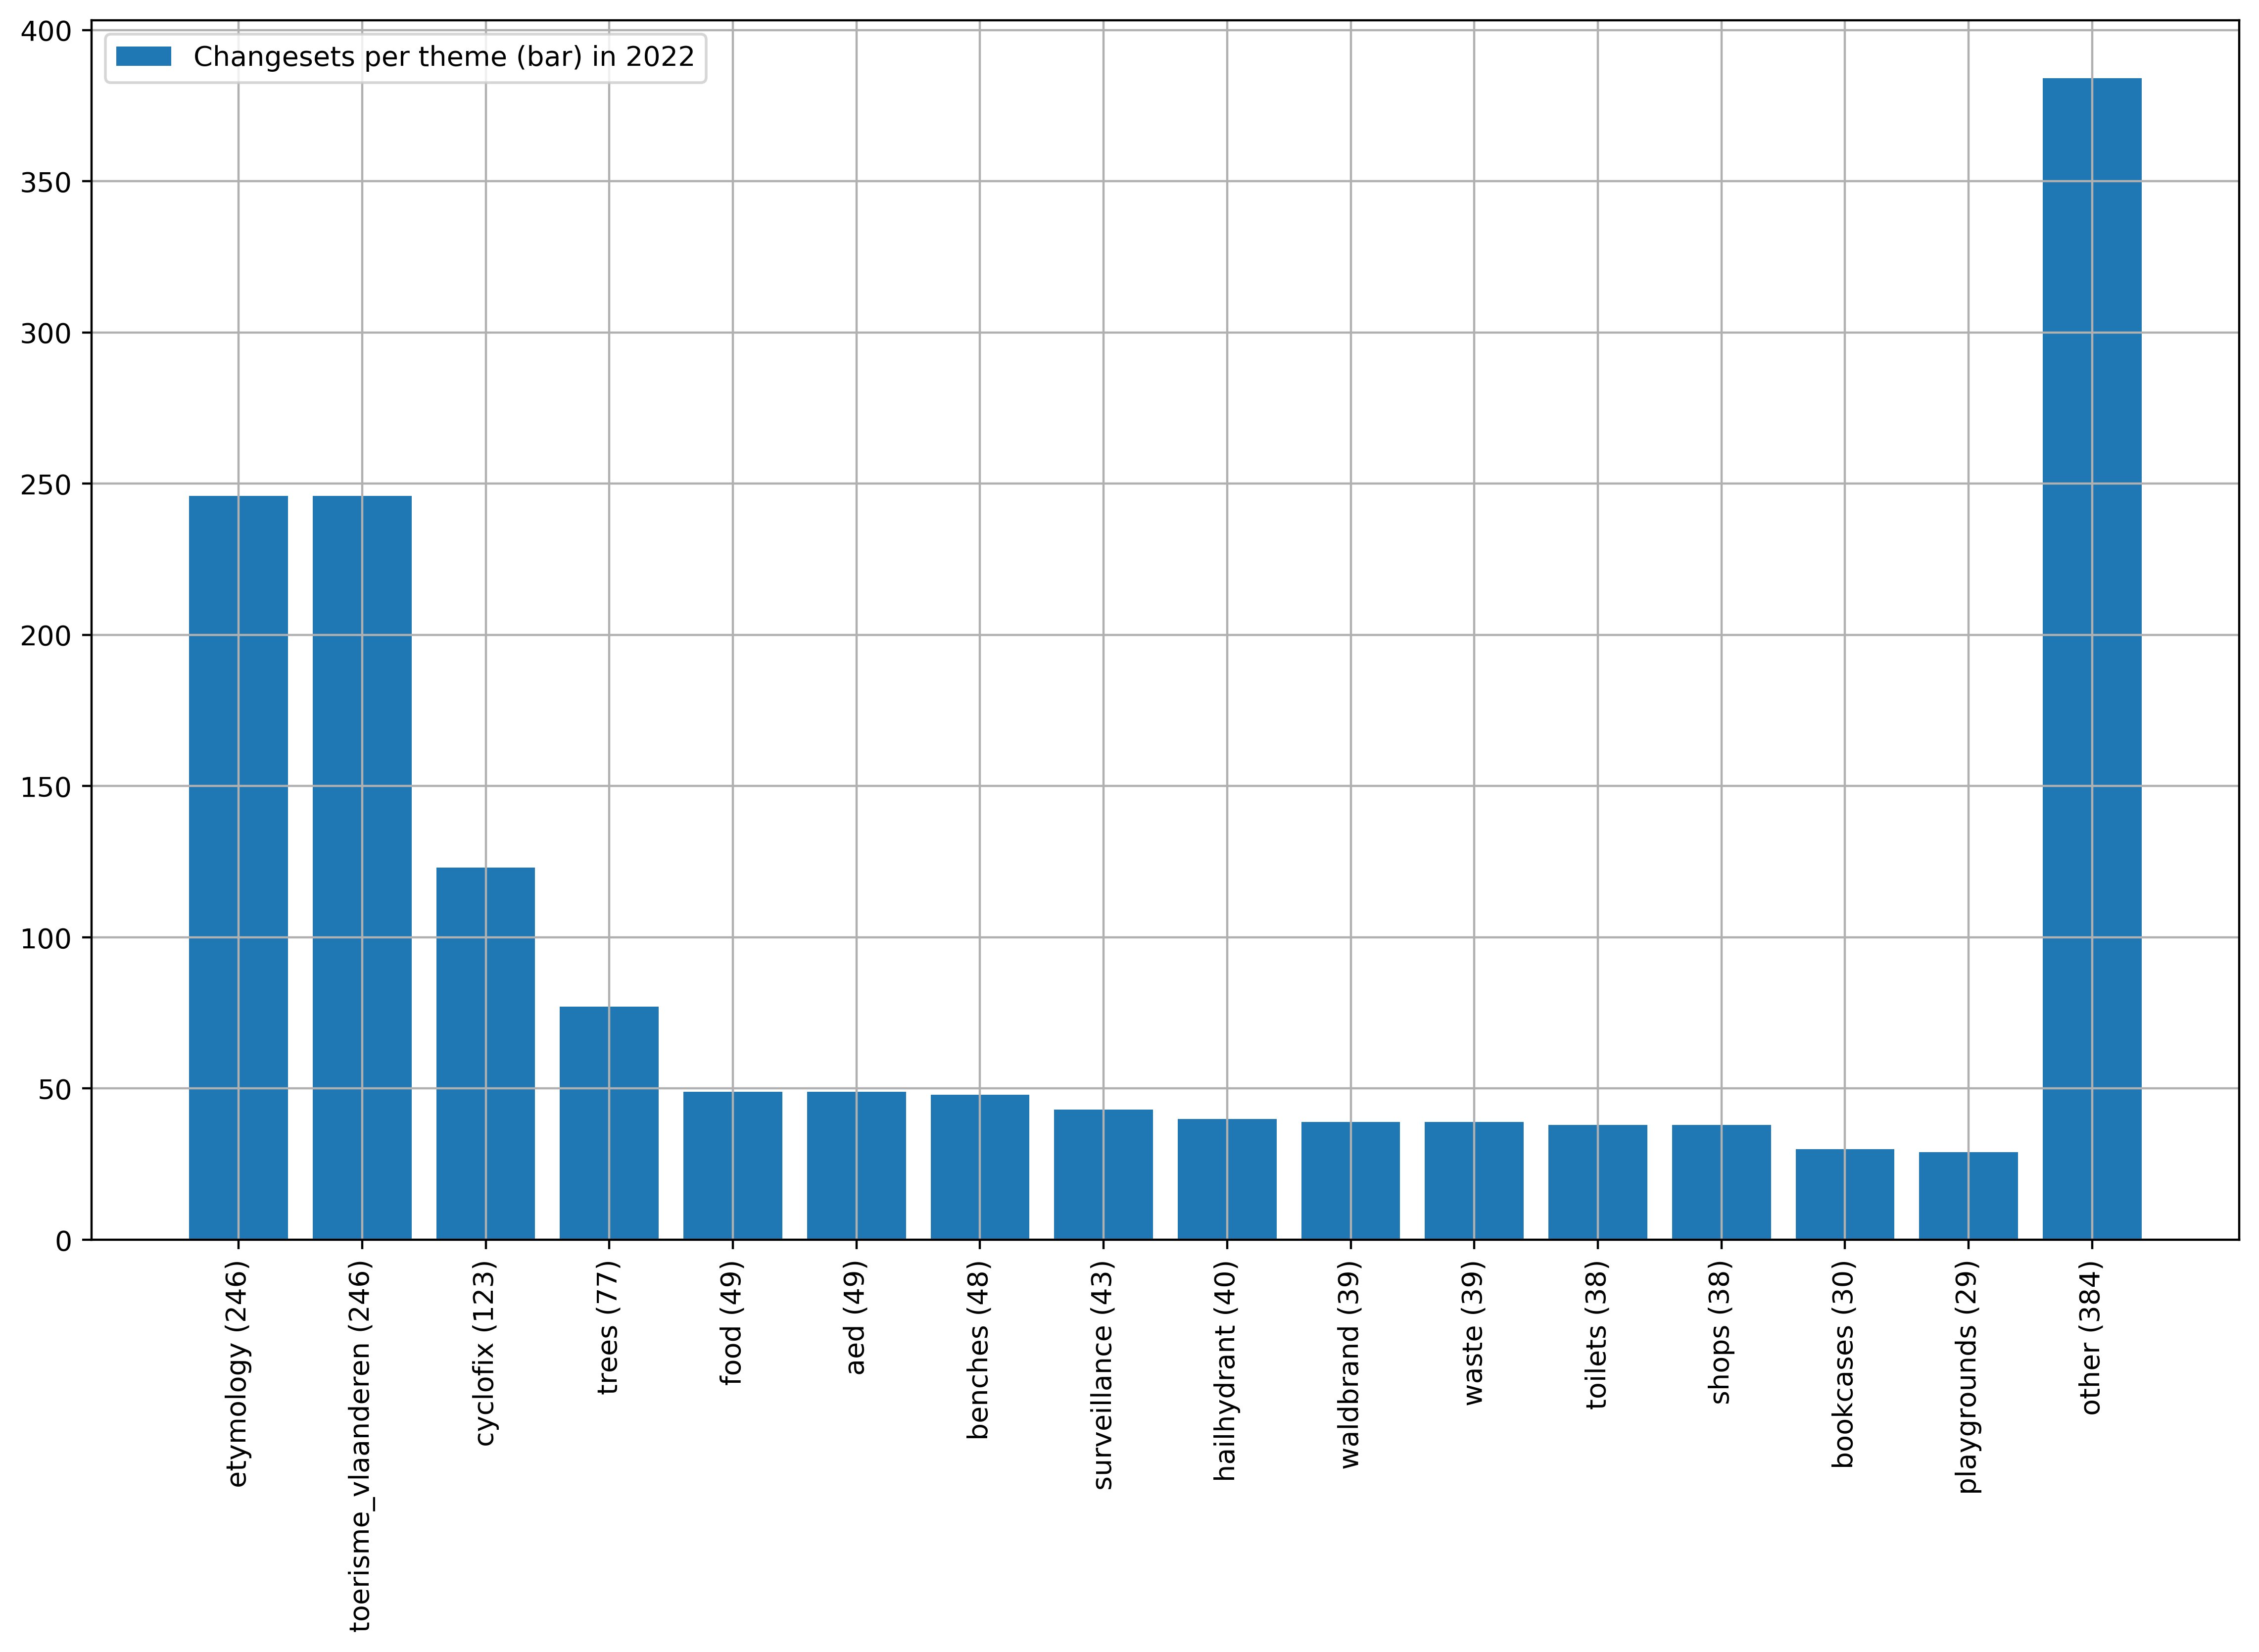 Changesets per theme (bar) in 2022
400
350
300
250
200
150
100
50
0
etymology (246)
toerisme_vlaanderen (246)
cyclofix (123)
trees (77)
food (49)
aed (49)
benches (48)
surveillance (43)
hailhydrant (40)
waldbrand (39)
waste (39)
toilets (38)
shops (38)
bookcases (30)
playgrounds (29)
other (384)